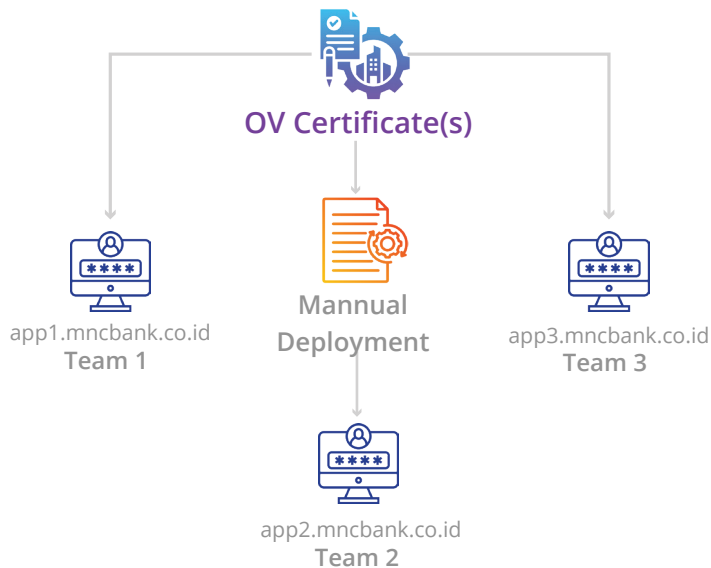 OV Certificate(s)
Mannual
Deployment
****
app1.mncbank.co.id
Team 1
****
app3.mncbank.co.id
Team 3
****
app2.mncbank.co.id
Team 2